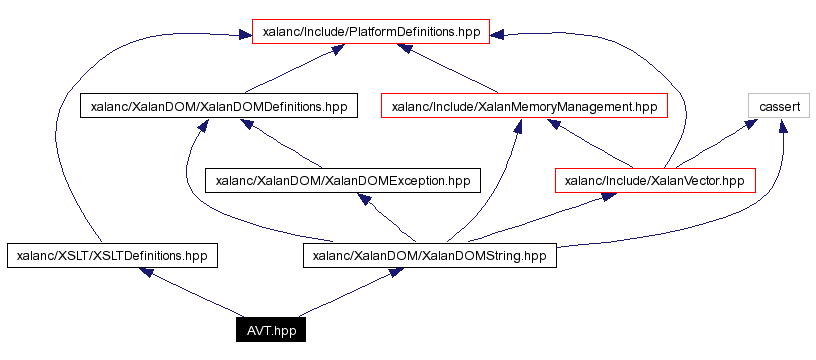 xalanc/Include/PlatformDefinitions.hpp
xalanc/XalanDOM/XalanDOMDefinitions.hpp
xalanc/Include/XalanMemoryManagement.hpp
cassert
xalanc/XalanDOM/XalanDOMException.hpp
xalanc/Include/XalanVector.hpp
xalanc/XSLT/XSLTDefinitions.hpp
xalanc/XalanDOM/XalanDOMString.hpp
AVT.hpp